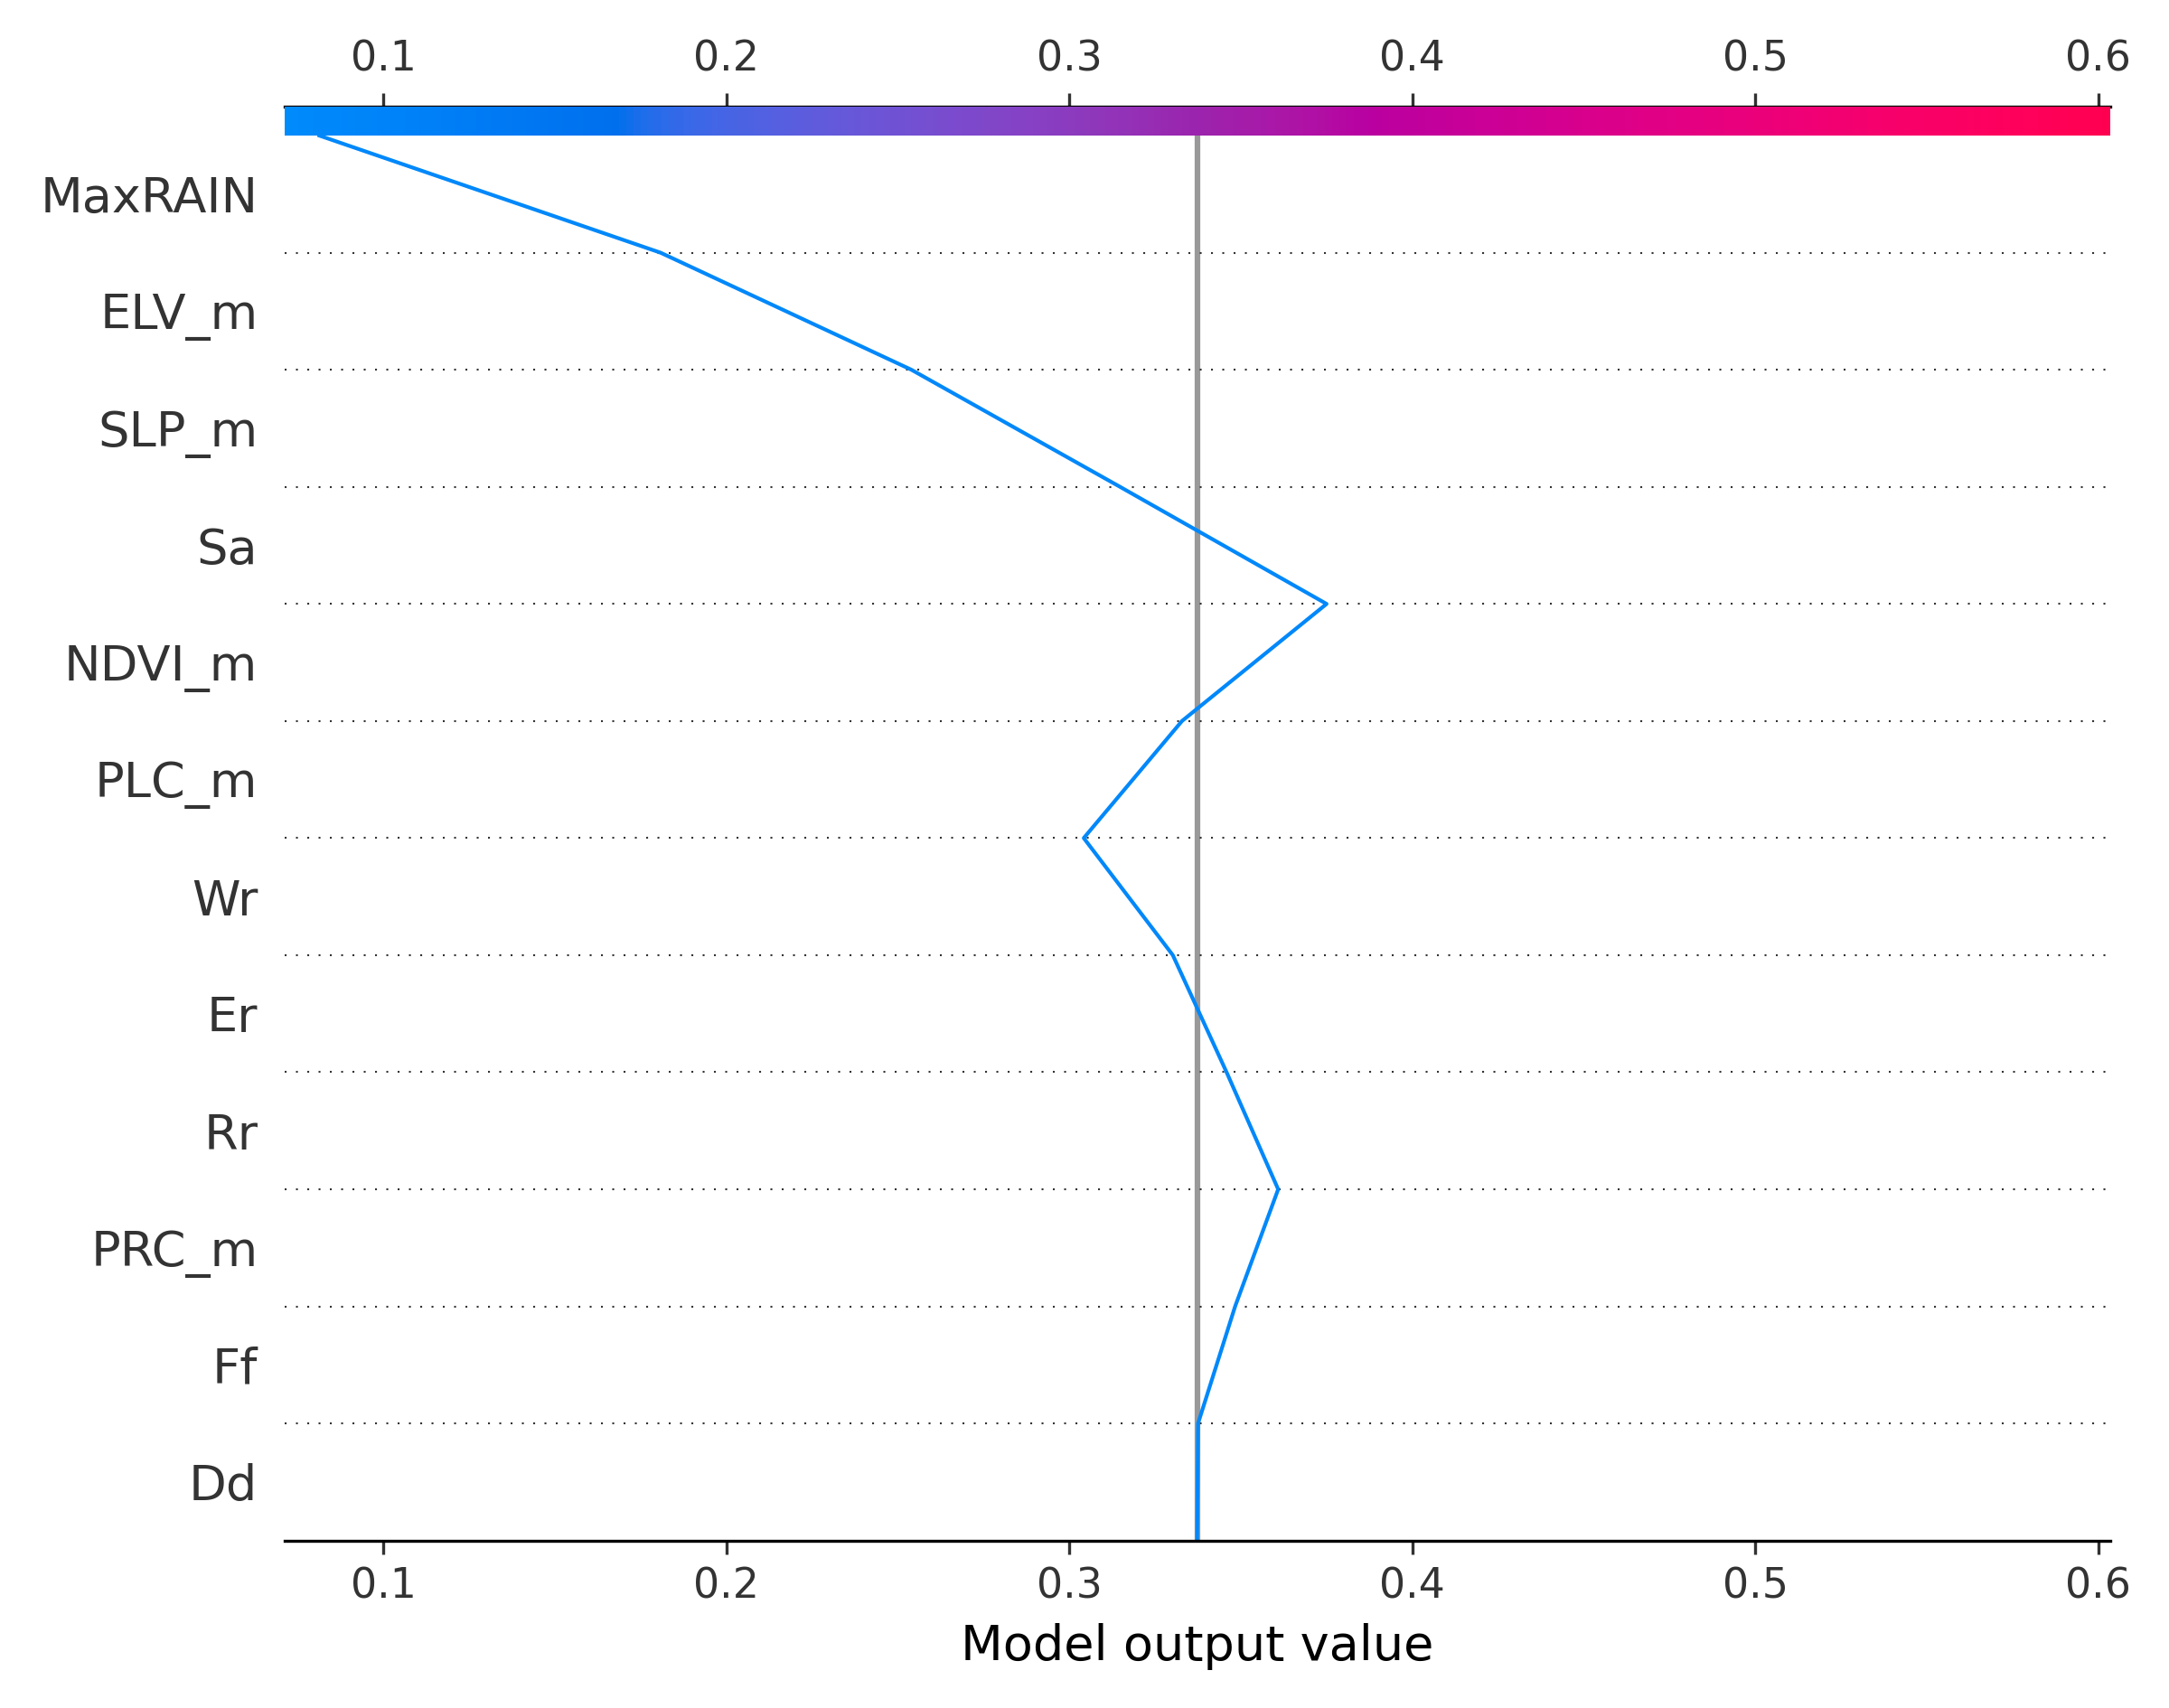 0.1 0.2 0.3 0.4 0.5 0.6
MaxRAIN
ELV_m
SLP_m
Sa
NDVI_m
PLC_m
Wr
Er
Rr
PRC_m
Ff
Dd
0.1 0.2 0.3 0.4 0.5 0.6
Model output value